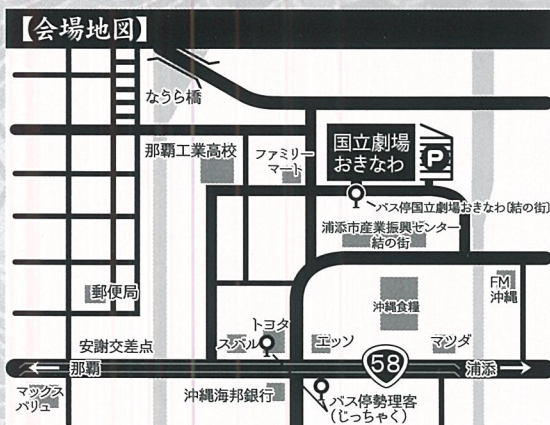 【会場地図】
なうら橋
那覇工業高校
ファミリー
マート
国立劇場
おきなわ
P
バス停国立劇場おきなわ〔結の街〕
浦添市産業振興センター
結の街
郵便局
沖縄食糧
FM
沖縄
トヨタ
スバル
エッソ
マツダ
安謝交差点
那覇
58
浦添
マックス
バリュ
沖縄海邦銀行
バス停勢理客
(じっちゃく)